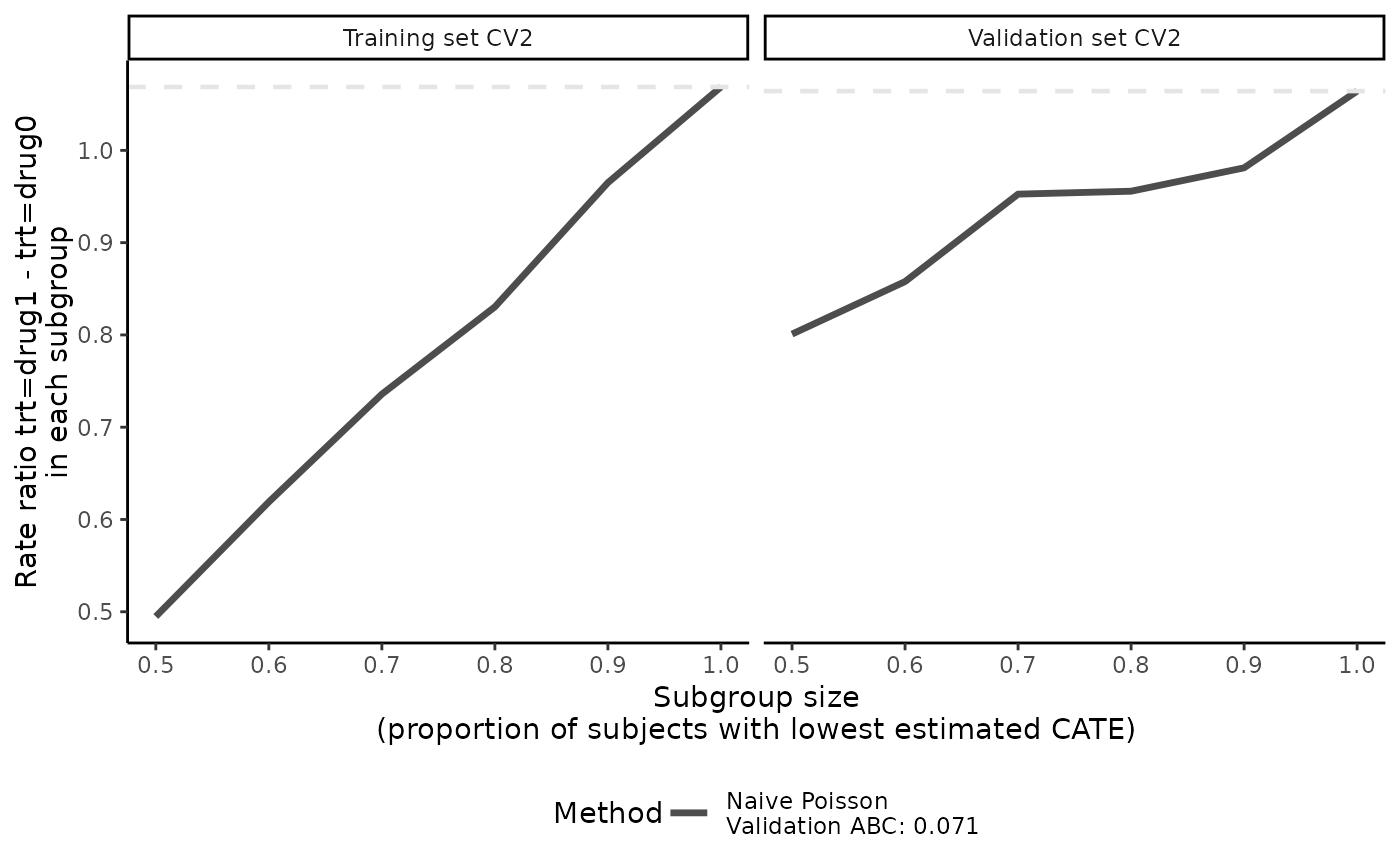 Training set CV2
Validation set CV2
Rate ratio trt=drug1 - trt=drug0
in each subgroup
1.0
0.9
0.8
0.7
0.6
0.5
0.5 0.6 0.7 0.8 0.9 1.0
0.5 0.6 0.7 0.8 0.9 1.0
Subgroup size
(proportion of subjects with lowest estimated CATE)
Method
Naive Poisson
Validation ABC: 0.071